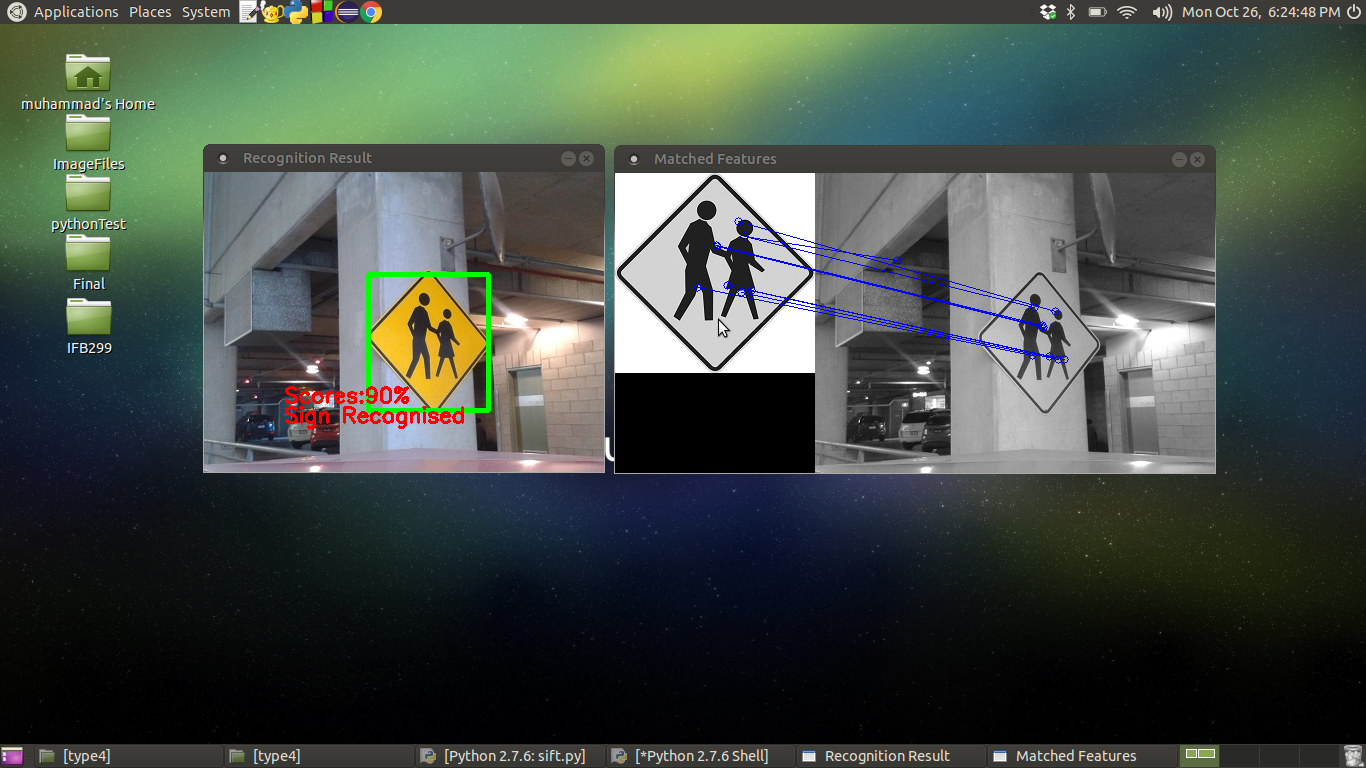 Applications Places System
Mon Oct 26, 6:24:48 PM
muhammad's Home
ImageFiles
pythonTest
Final
IFB299
Recognition Result
Scores:90%
Sign Recognised
Matched Features
[type4]
[type4]
[Python 2.7.6: sift.py]
[*Python 2.7.6 Shell]
Recognition Result
Matched Features